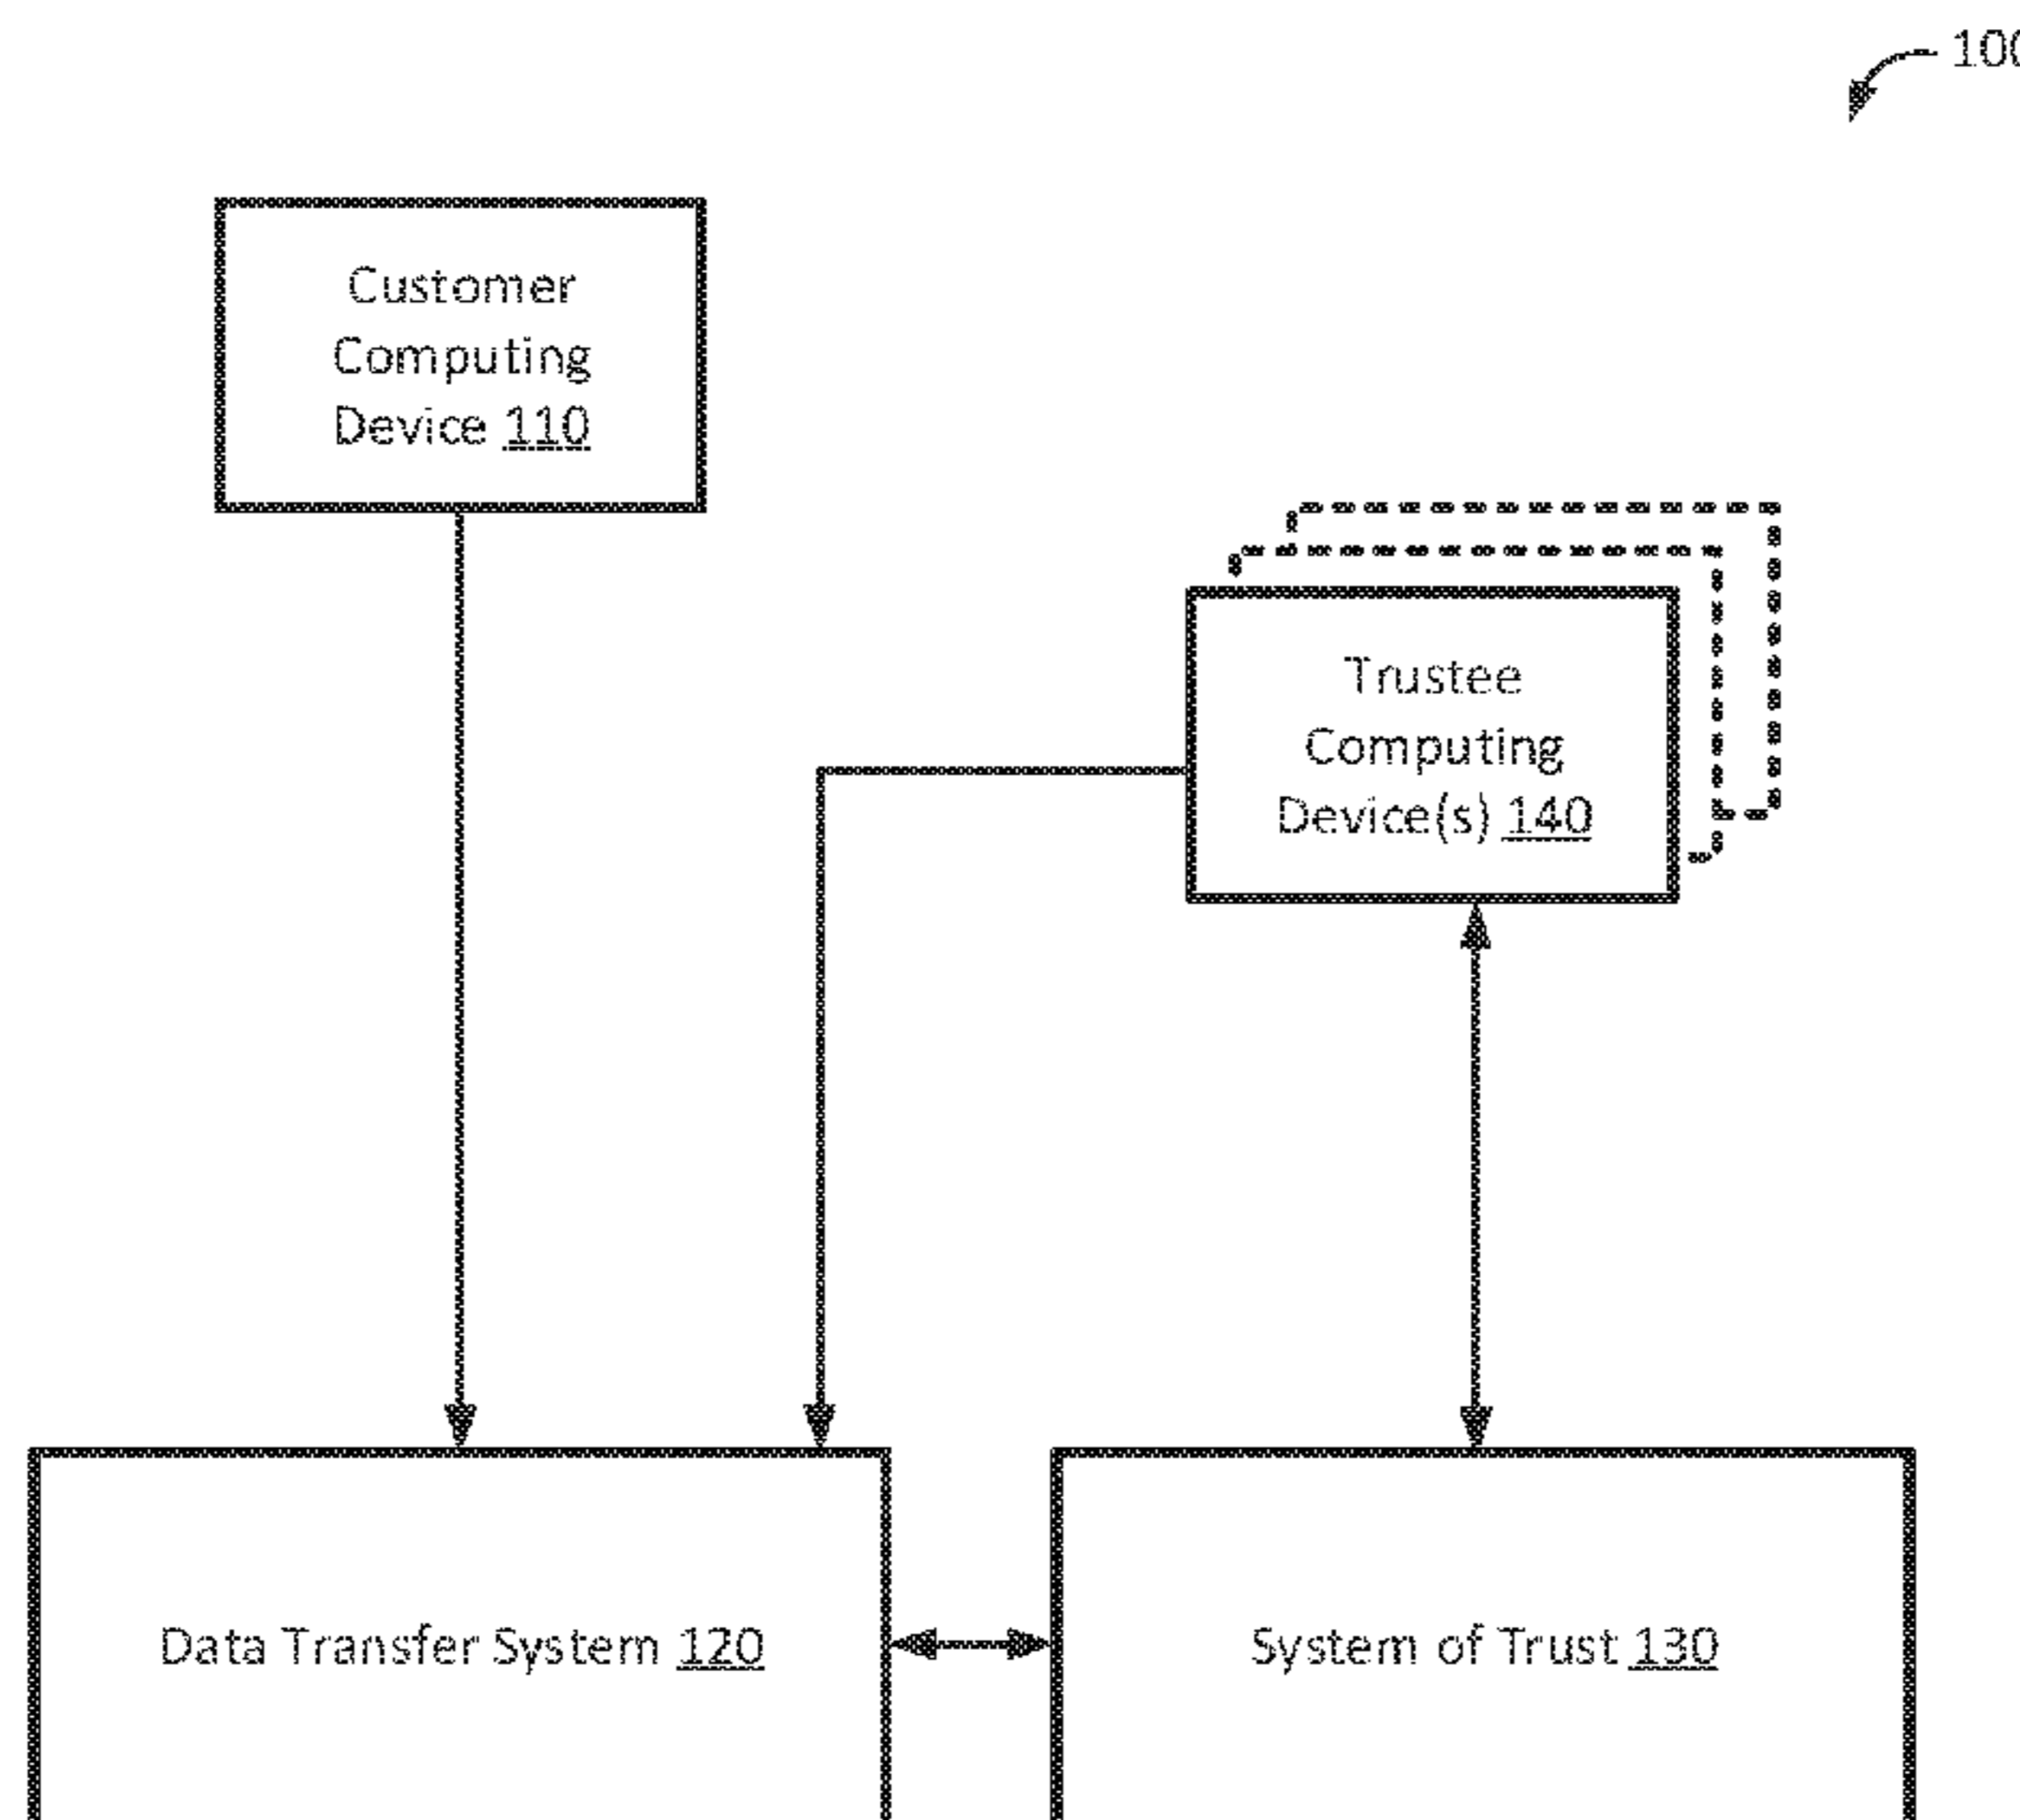 100
Customer
Computing
Device 110
Trustee
Computing
Device(s) 140
Data Transfer System 120
System of Trust 130